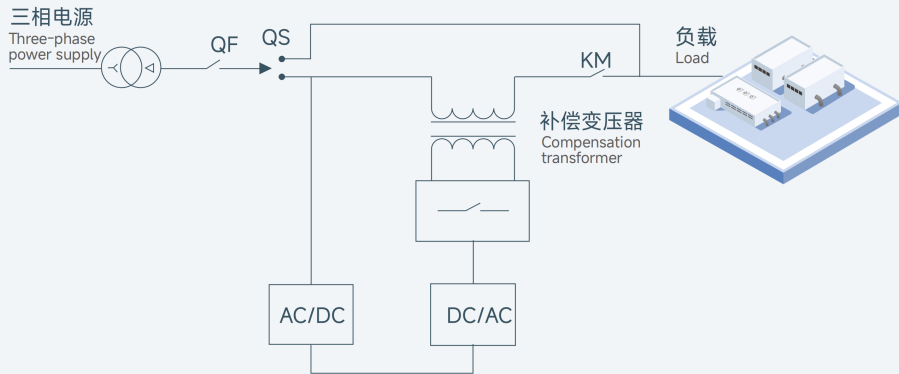 三相电源
Three-phase
power supply
QF
QS
KM
负载
Load
补偿变压器
Compensation
transformer
AC/DC
DC/AC